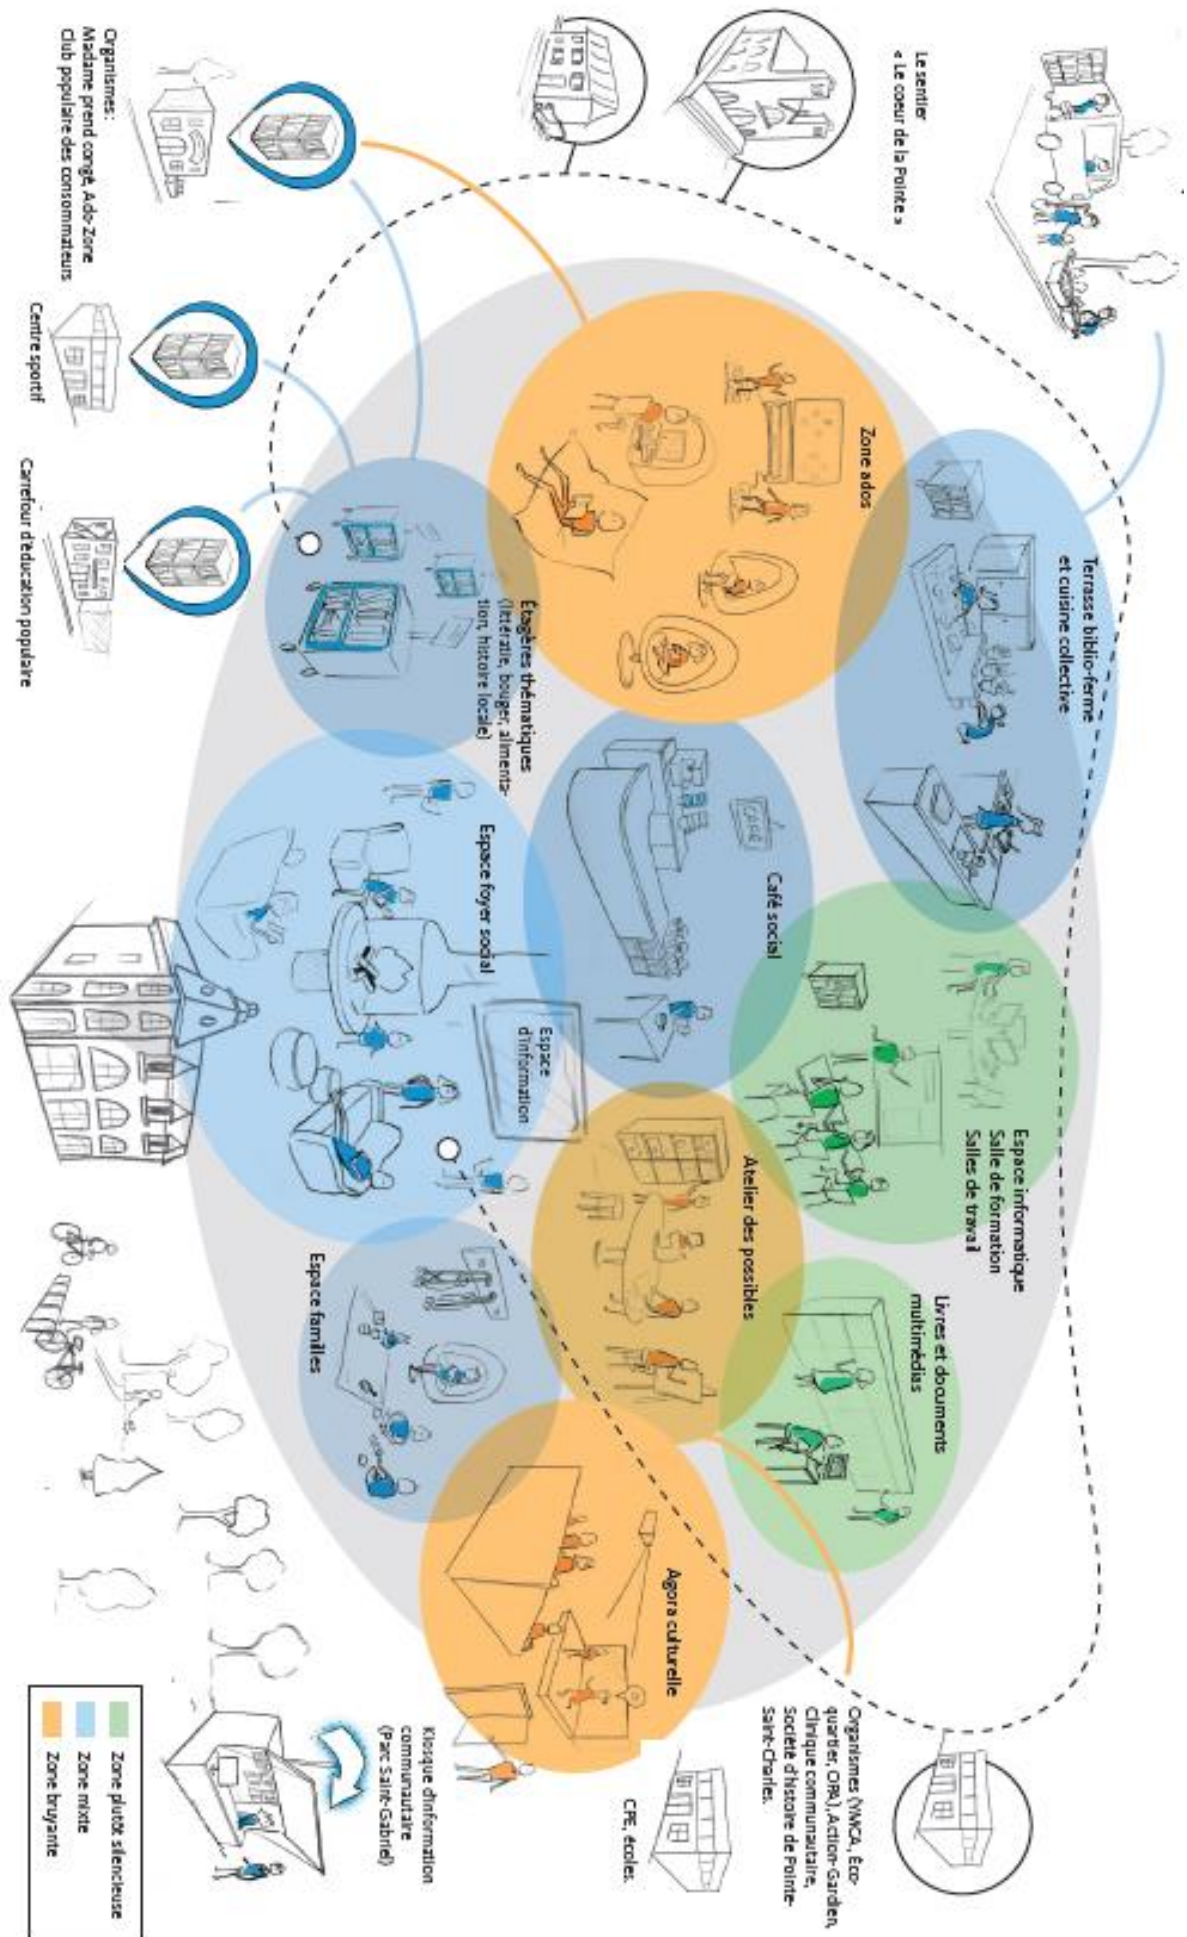 Le sentier
« Le coeur de la Pointe »
Organismes :
Madame prend congé, Ado-Zone
Club populaire des consommateurs
Centre sportif
Carrefour d'éducation populaire
Zone ados
Terrasse biblio-ferme
et cuisine collective
Étagères thématiques
(littératie, bouger, alimenta-
tion, histoire locale)
Café social
CAFÉ
Espace foyer social
Espace
d'information
Espace informatique
Salle de formation
Salles de travail
Atelier des possibles
Livres et documents
multimédias
Espace familles
Agora culturelle
Organismes (YMCA, Éco-
quartier, OPA), Action-Gardien,
Clinique communautaire,
Société d'histoire de Pointe-
Saint-Charles.
CPE, écoles.
Kiosque d'information
communautaire
(Parc Saint-Gabriel)
Zone plutôt silencieuse
Zone mixte
Zone bruyante